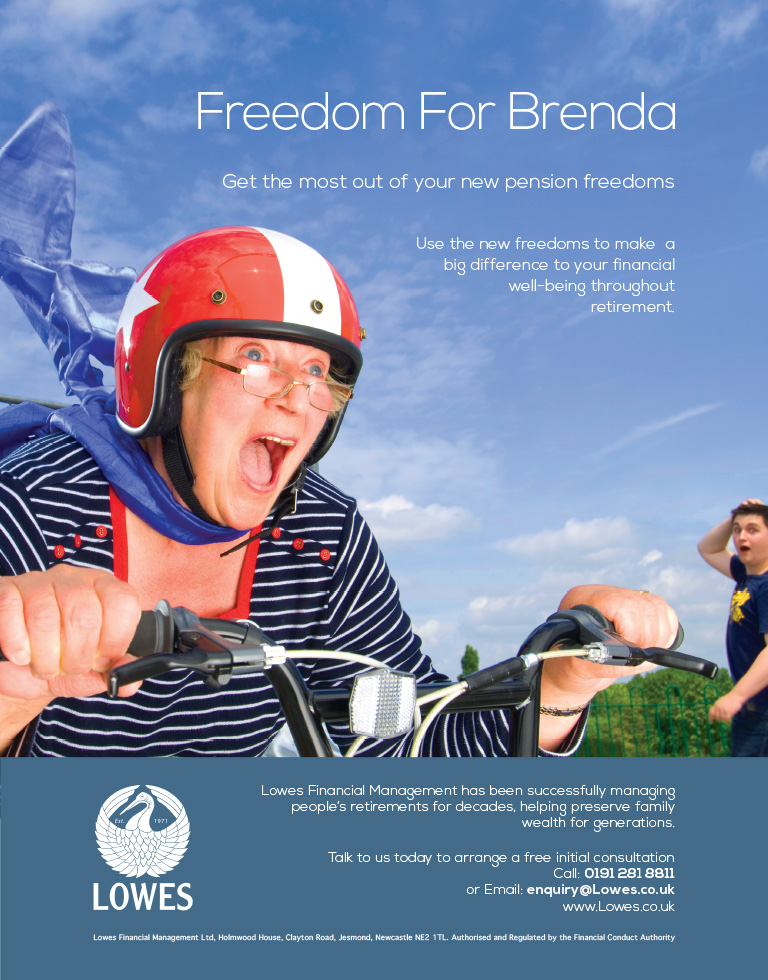 Freedom For Brenda
Get the most out of your new pension freedoms
Use the new freedoms to make a
big difference to your financial
well-being throughout
retirement.
Lowes Financial Management has been successfully managing
people's retirements for decades, helping preserve family
wealth for generations.
Est. 1971
LOWES
Talk to us today to arrange a free initial consultation
Call: 0191 281 8811
or Email: enquiry@Lowes.co.uk
www.Lowes.co.uk
Lowes Financial Management Ltd, Holmwood House, Clayton Road, Jesmond, Newcastle NE2 1TL. Authorised and Regulated by the Financial Conduct Authority